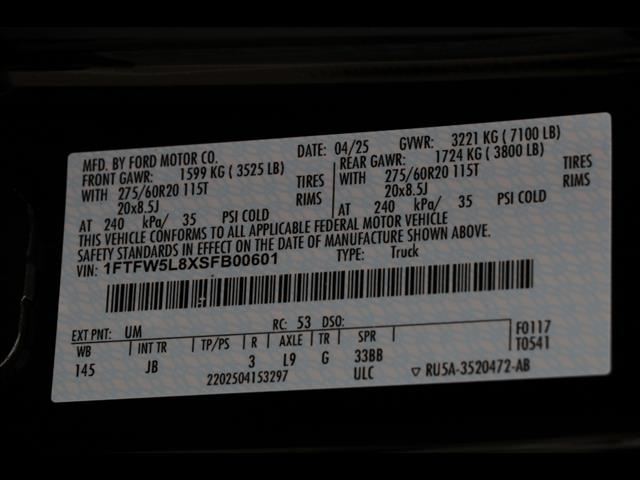 MFD. BY FORD MOTOR CO.
DATE: 04/25 GVWR: 3221 KG ( 7100 LB)
FRONT GAWR: 1599 KG ( 3525 LB) REAR GAWR: 1724 KG ( 3800 LB)
WITH 275/60R20 115T TIRES WITH 275/60R20 115T TIRES
20x8.5J RIMS 20x8.5J RIMS
AT 240 kPa/ 35 PSI COLD AT 240 kPa/ 35 PSI COLD
THIS VEHICLE CONFORMS TO ALL APPLICABLE FEDERAL MOTOR VEHICLE
SAFETY STANDARDS IN EFFECT ON THE DATE OF MANUFACTURE SHOWN ABOVE.
VIN: 1FTFW5L8XSFB00601 TYPE: Truck
EXT PNT: UM RC: 53 DSO:
WB INT TR TP/PS R AXLE TR SPR F0117
145 JB 3 L9 G 33BB T0541
2202504153297 ULC ▽ RU5A-3520472-AB